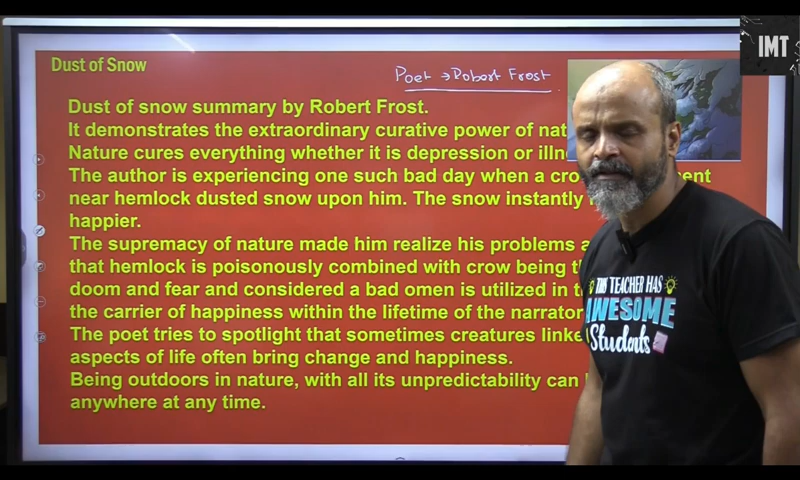 IMT
Dust of Snow
Poet → Robert Frost
Dust of snow summary by Robert Frost.
It demonstrates the extraordinary curative power of nat
Nature cures everything whether it is depression or illn
The author is experiencing one such bad day when a cro ent
near hemlock dusted snow upon him. The snow instantly
happier.
The supremacy of nature made him realize his problems a
that hemlock is poisonously combined with crow being th
doom and fear and considered a bad omen is utilized in t
the carrier of happiness within the lifetime of the narrator
The poet tries to spotlight that sometimes creatures linke
aspects of life often bring change and happiness.
Being outdoors in nature, with all its unpredictability can
anywhere at any time.
THIS TEACHER HAS
AWESOME
Students